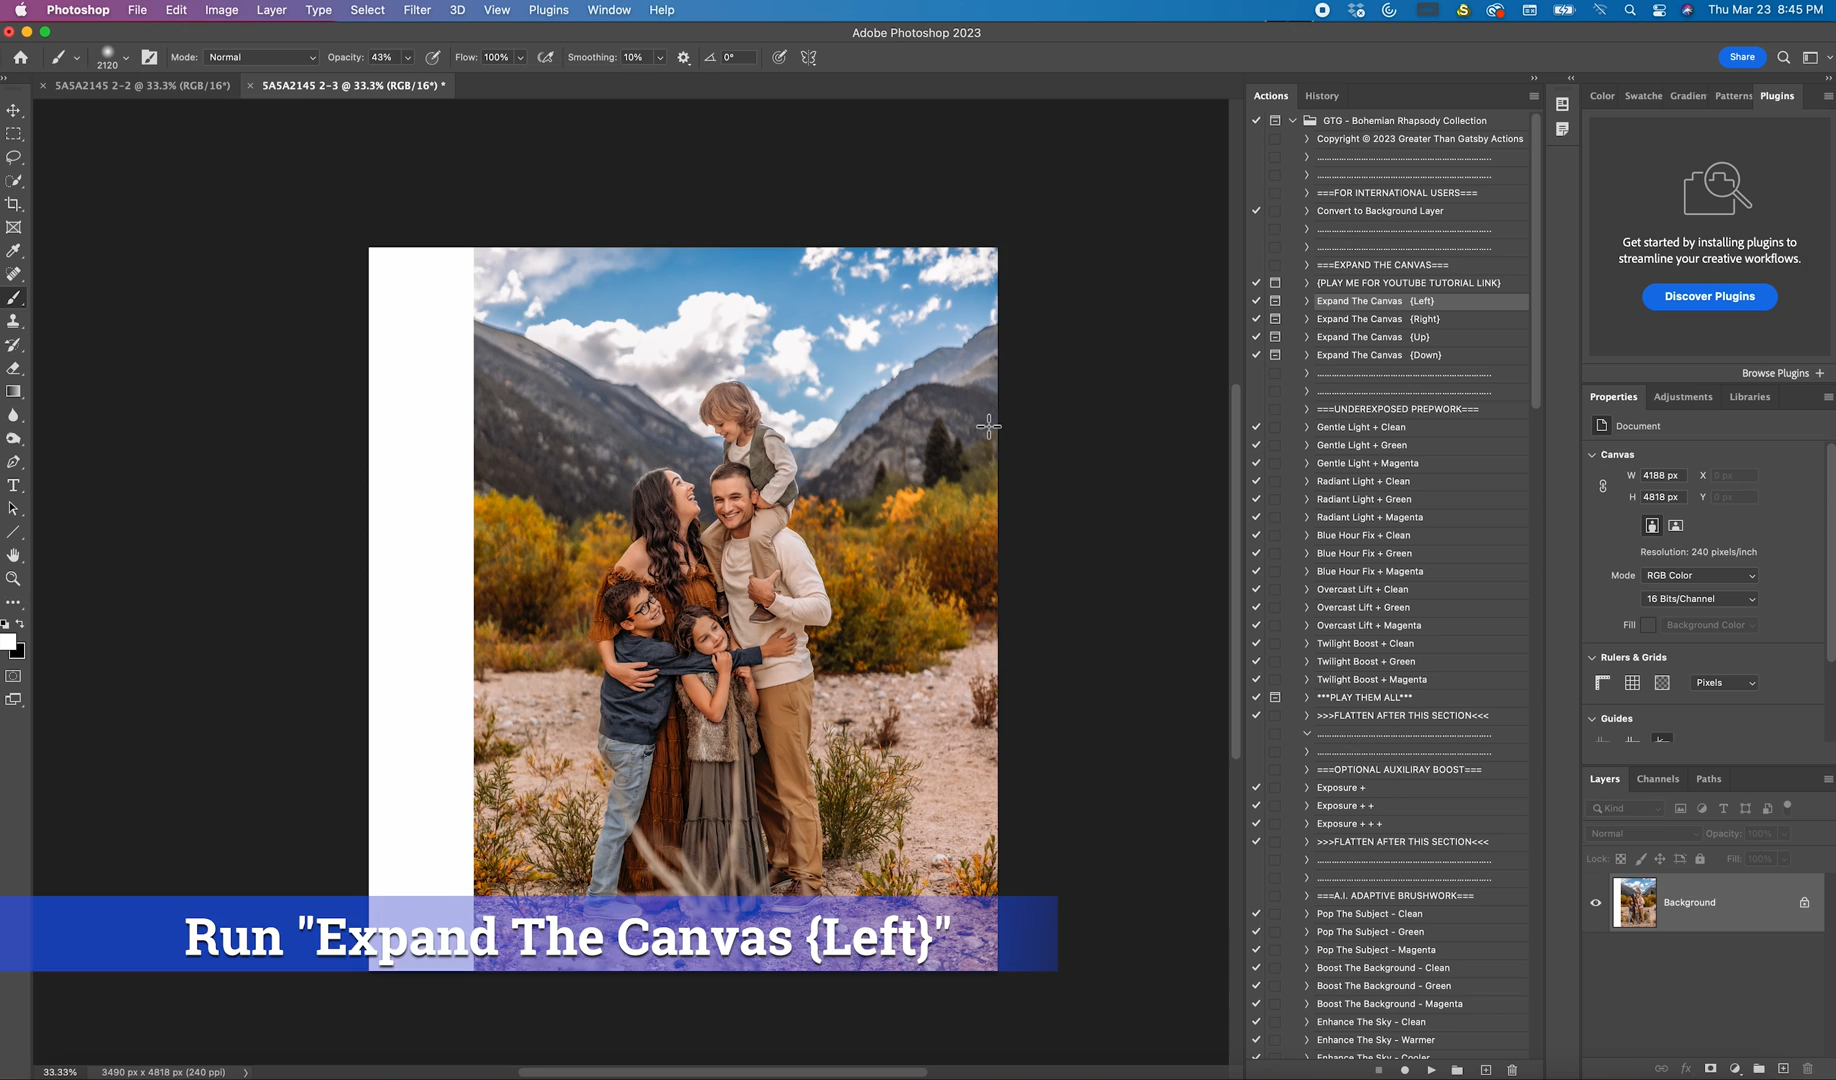 Photoshop File Edit Image Layer Type Select Filter 3D View Plugins Window Help
Thu Mar 23 8:45 PM
Adobe Photoshop 2023
2120 Mode: Normal Opacity: 43% Flow: 100% Smoothing: 10% 0° Share
5A5A2145 2-2 @ 33.3% (RGB/16*)
5A5A2145 2-3 @ 33.3% (RGB/16*) *
Actions History
GTG - Bohemian Rhapsody Collection
Copyright © 2023 Greater Than Gatsby Actions
===FOR INTERNATIONAL USERS===
Convert to Background Layer
===EXPAND THE CANVAS===
{PLAY ME FOR YOUTUBE TUTORIAL LINK}
Expand The Canvas {Left}
Expand The Canvas {Right}
Expand The Canvas {Up}
Expand The Canvas {Down}
===UNDEREXPOSED PREPWORK===
Gentle Light + Clean
Gentle Light + Green
Gentle Light + Magenta
Radiant Light + Clean
Radiant Light + Green
Radiant Light + Magenta
Blue Hour Fix + Clean
Blue Hour Fix + Green
Blue Hour Fix + Magenta
Overcast Lift + Clean
Overcast Lift + Green
Overcast Lift + Magenta
Twilight Boost + Clean
Twilight Boost + Green
Twilight Boost + Magenta
***PLAY THEM ALL***
>>>FLATTEN AFTER THIS SECTION<<<
===OPTIONAL AUXILIRAY BOOST===
Exposure +
Exposure + +
Exposure + + +
>>>FLATTEN AFTER THIS SECTION<<<
===A.I. ADAPTIVE BRUSHWORK===
Pop The Subject - Clean
Pop The Subject - Green
Pop The Subject - Magenta
Boost The Background - Clean
Boost The Background - Green
Boost The Background - Magenta
Enhance The Sky - Clean
Enhance The Sky - Warmer
Enhance The Sky - Cooler
Color Swatche Gradien Patterns Plugins
Get started by installing plugins to
streamline your creative workflows.
Discover Plugins
Browse Plugins +
Properties Adjustments Libraries
Document
Canvas
W 4188 px X 0 px
H 4818 px Y 0 px
Resolution: 240 pixels/inch
Mode RGB Color
16 Bits/Channel
Fill Background Color
Rulers & Grids
Pixels
Guides
Layers Channels Paths
Kind
Normal Opacity: 100%
Lock: Fill: 100%
Background
Run "Expand The Canvas {Left}"
33.33% 3490 px x 4818 px (240 ppi)